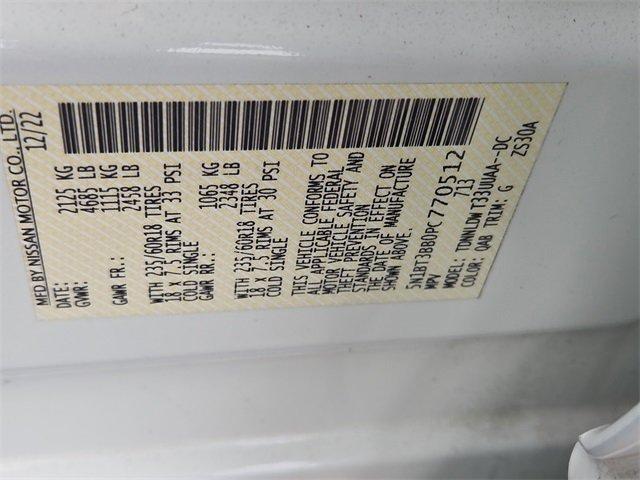 MFD BY NISSAN MOTOR CO., LTD.
DATE: 12/22
GVWR: 2125 KG
4685 LB
GAWR FR.: 1115 KG
2458 LB
WITH 235/60R18 TIRES
18 X 7.5 RIMS AT 33 PSI
COLD SINGLE
GAWR RR.: 1065 KG
2348 LB
WITH 235/60R18 TIRES
18 X 7.5 RIMS AT 30 PSI
COLD SINGLE
THIS VEHICLE CONFORMS TO
ALL APPLICABLE FEDERAL
MOTOR VEHICLE SAFETY AND
THEFT PREVENTION
STANDARDS IN EFFECT ON
THE DATE OF MANUFACTURE
SHOWN ABOVE.
5N1BT3BB0PC770512
MPV 713
MODEL: TDNNLDWT33UUAA--DC
COLOR: QAB TRIM: G ZS30A